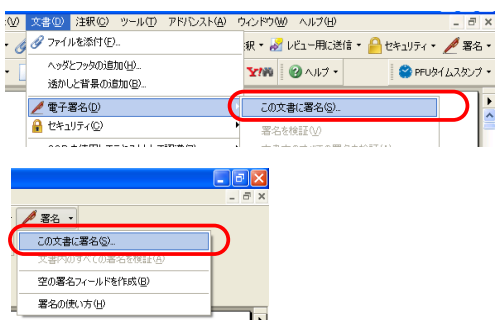 (V) 文書(D) 注釈(C) ツール(T) アドバンスト(A) ウィンドウ(W) ヘルプ(H)
ファイルを添付(F)... 釈 レビュー用に送信 セキュリティ 署名
ヘッダとフッタの追加(H)...
透かしと背景の追加(B)... Y! ヘルプ PFUタイムスタンプ
電子署名(D) この文書に署名(S)...
セキュリティ(C) 署名を検証(V)
署名
この文書に署名(S)...
文書内のすべての署名を検証(A)
空の署名フィールドを作成(B)
署名の使い方(H)